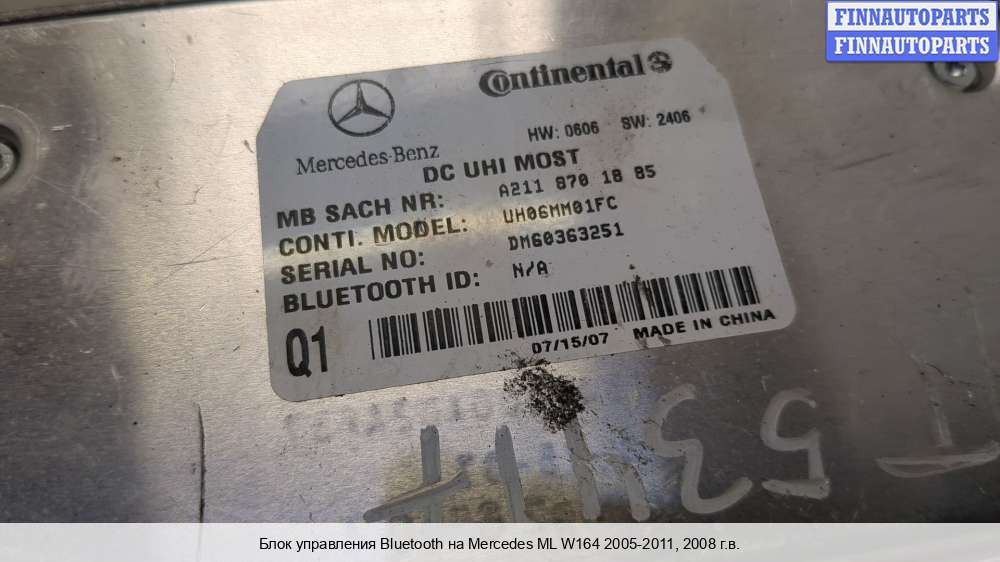 FINNAUTOPARTS
FINNAUTOPARTS
Continental
HW: 0606 SW: 2406
Mercedes-Benz
DC UHI MOST
MB SACH NR: A211 870 18 85
CONTI. MODEL: UH06MM01FC
SERIAL NO: DM60363251
BLUETOOTH ID: N/A
Q1
07/15/07 MADE IN CHINA
Блок управления Bluetooth на Mercedes ML W164 2005-2011, 2008 г.в.